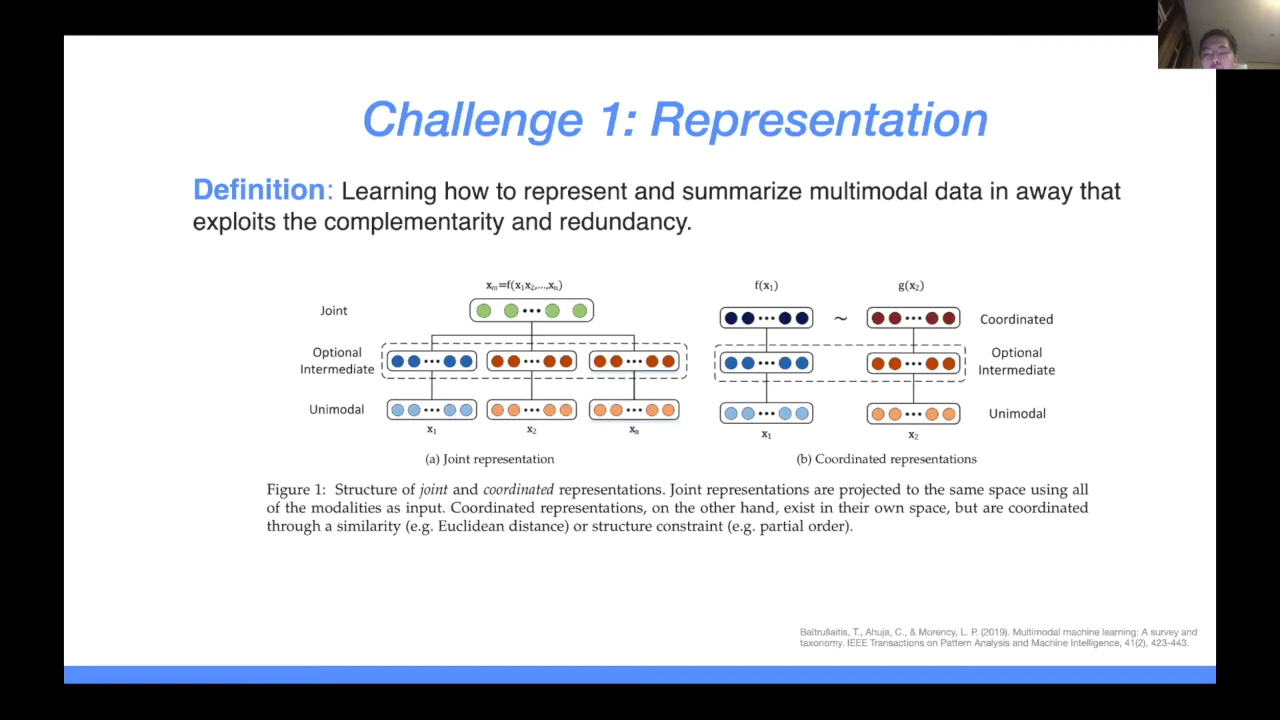 Challenge 1: Representation
Definition: Learning how to represent and summarize multimodal data in away that
exploits the complementarity and redundancy.
xm=f(x1x2,...,xn)
Joint
Optional
Intermediate
Unimodal
x1
x2
xn
(a) Joint representation
f(x1)
g(x2)
~
Coordinated
Optional
Intermediate
Unimodal
x1
x2
(b) Coordinated representations
Figure 1: Structure of joint and coordinated representations. Joint representations are projected to the same space using all
of the modalities as input. Coordinated representations, on the other hand, exist in their own space, but are coordinated
through a similarity (e.g. Euclidean distance) or structure constraint (e.g. partial order).
Baltrušaitis, T., Ahuja, C., & Morency, L. P. (2019). Multimodal machine learning: A survey and
taxonomy. IEEE Transactions on Pattern Analysis and Machine Intelligence, 41(2), 423-443.